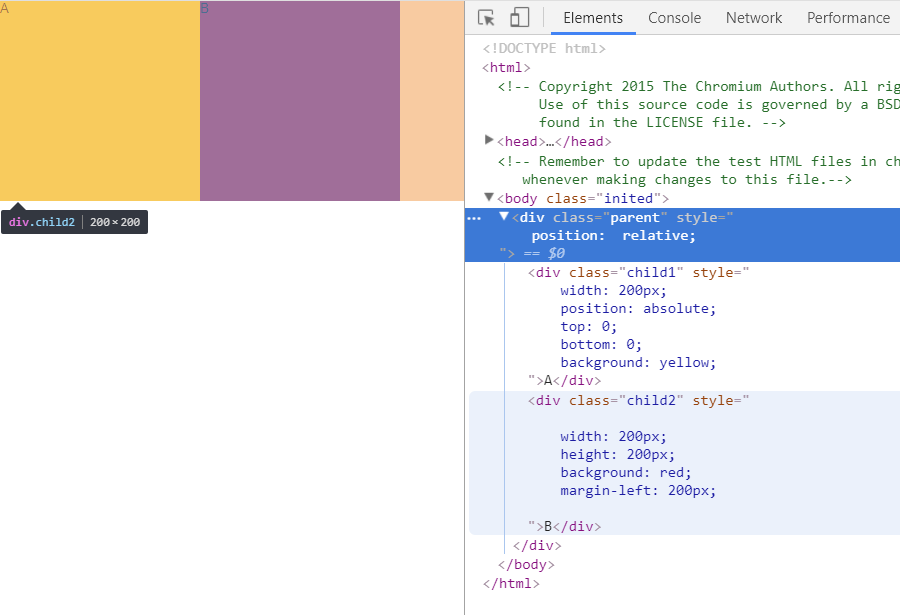 A
B
div.child2 | 200 × 200
Elements Console Network Performance
<!DOCTYPE html>
<html>
<!-- Copyright 2015 The Chromium Authors. All rig
Use of this source code is governed by a BSD
found in the LICENSE file. -->
▶<head>…</head>
<!-- Remember to update the test HTML files in ch
whenever making changes to this file.-->
▼<body class="inited">
••• ▼<div class="parent" style="
position:  relative;
"> == $0
<div class="child1" style="
width: 200px;
position: absolute;
top: 0;
bottom: 0;
background: yellow;
">A</div>
<div class="child2" style="
width: 200px;
height: 200px;
background: red;
margin-left: 200px;
">B</div>
</div>
</body>
</html>